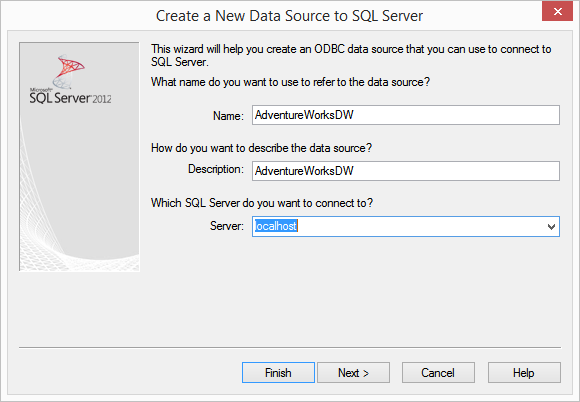 Create a New Data Source to SQL Server
Microsoft
SQL Server 2012
This wizard will help you create an ODBC data source that you can use to connect to
SQL Server.
What name do you want to use to refer to the data source?
Name: AdventureWorksDW
How do you want to describe the data source?
Description: AdventureWorksDW
Which SQL Server do you want to connect to?
Server: localhost
Finish Next > Cancel Help